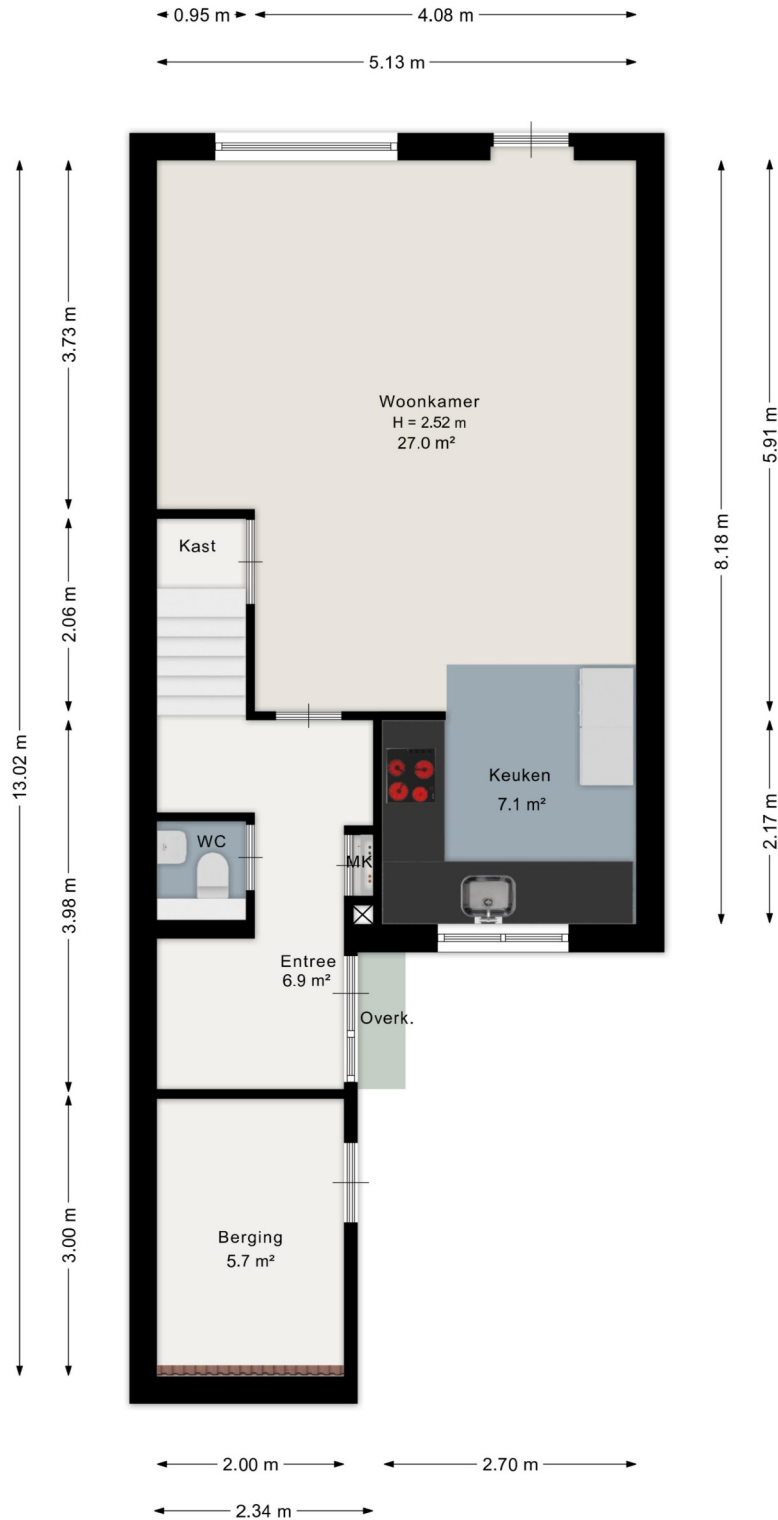 0.95 m
4.08 m
5.13 m
3.73 m
Woonkamer
H = 2.52 m
27.0 m²
5.91 m
8.18 m
Kast
2.06 m
13.02 m
Keuken
7.1 m²
2.17 m
WC
MK
3.98 m
Entree
6.9 m²
Overk.
3.00 m
Berging
5.7 m²
2.00 m
2.70 m
2.34 m